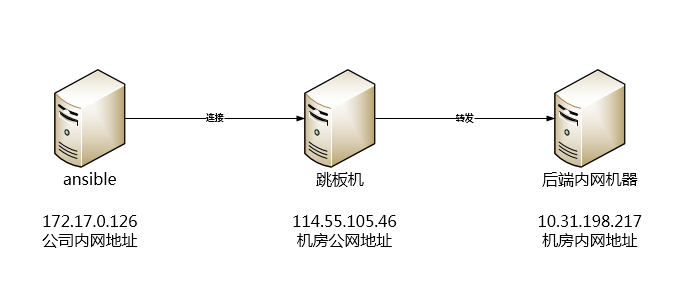 连接
转发
ansible
跳板机
后端内网机器
172.17.0.126
114.55.105.46
10.31.198.217
公司内网地址
机房公网地址
机房内网地址